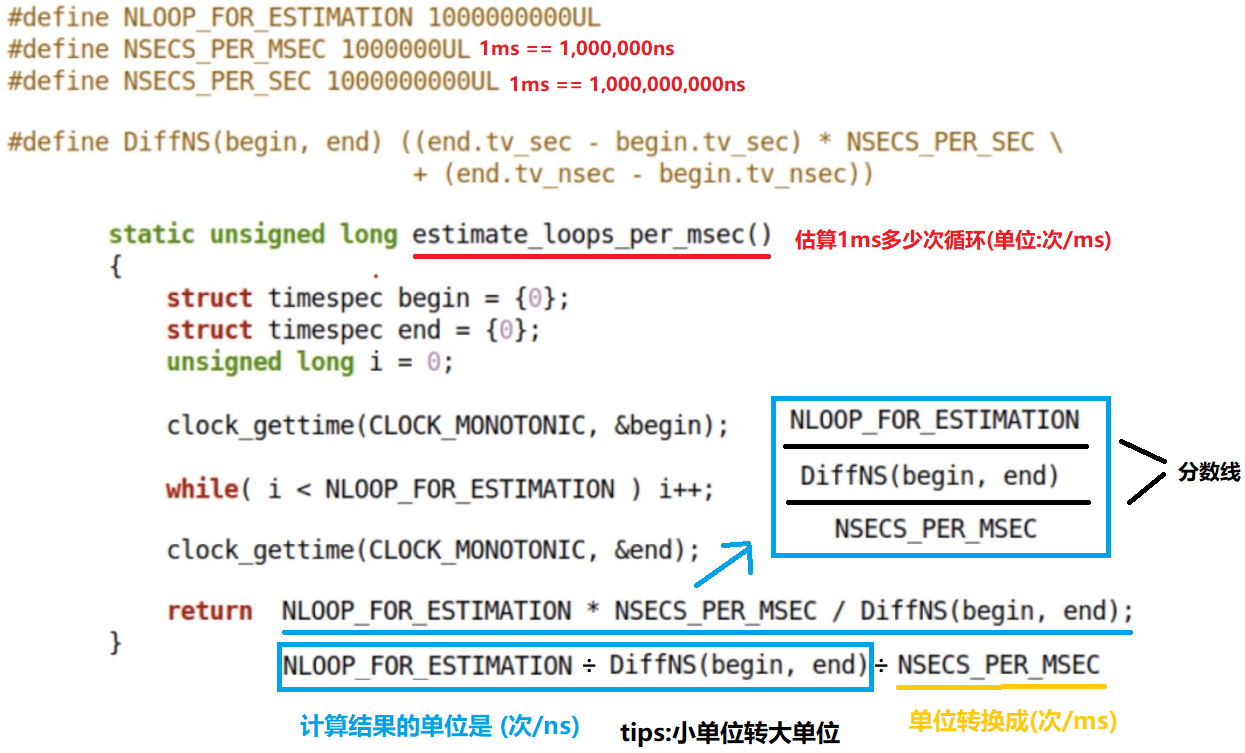 #define NLOOP_FOR_ESTIMATION 1000000000UL
#define NSECS_PER_MSEC 1000000UL 1ms == 1,000,000ns
#define NSECS_PER_SEC 1000000000UL 1ms == 1,000,000,000ns
#define DiffNS(begin, end) ((end.tv_sec - begin.tv_sec) * NSECS_PER_SEC \
+ (end.tv_nsec - begin.tv_nsec))
static unsigned long estimate_loops_per_msec() 估算1ms多少次循环(单位:次/ms)
{
struct timespec begin = {0};
struct timespec end = {0};
unsigned long i = 0;
clock_gettime(CLOCK_MONOTONIC, &begin);
while( i < NLOOP_FOR_ESTIMATION ) i++;
clock_gettime(CLOCK_MONOTONIC, &end);
NLOOP_FOR_ESTIMATION
DiffNS(begin, end)
NSECS_PER_MSEC
分数线
return NLOOP_FOR_ESTIMATION * NSECS_PER_MSEC / DiffNS(begin, end);
}
NLOOP_FOR_ESTIMATION ÷ DiffNS(begin, end) ÷ NSECS_PER_MSEC
计算结果的单位是 (次/ns) tips:小单位转大单位 单位转换成(次/ms)